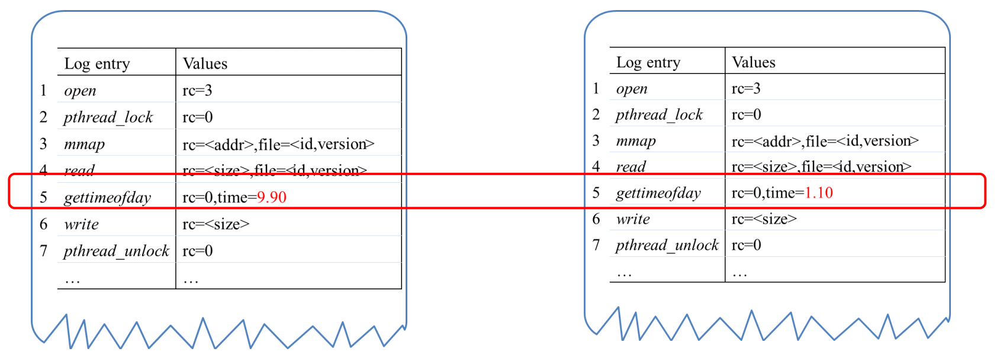 Log entry Values
1 open rc=3
2 pthread_lock rc=0
3 mmap rc=<addr>,file=<id,version>
4 read rc=<size>,file=<id,version>
5 gettimeofday rc=0,time=9.90
6 write rc=<size>
7 pthread_unlock rc=0
… …
Log entry Values
1 open rc=3
2 pthread_lock rc=0
3 mmap rc=<addr>,file=<id,version>
4 read rc=<size>,file=<id,version>
5 gettimeofday rc=0,time=1.10
6 write rc=<size>
7 pthread_unlock rc=0
… …